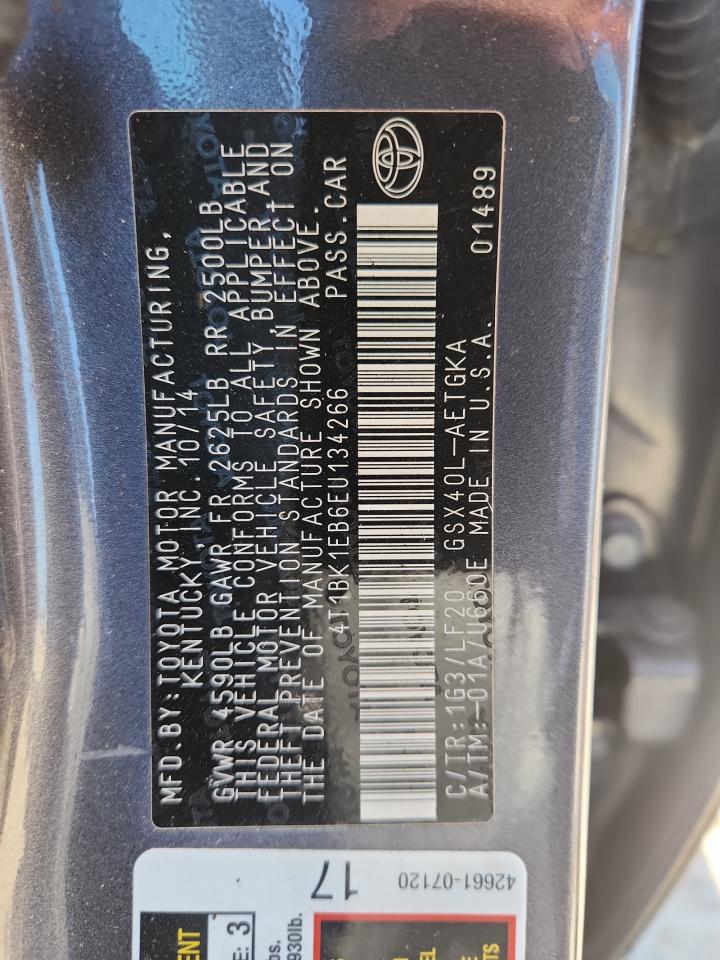 MFD.BY:TOYOTA MOTOR MANUFACTURING,
KENTUCKY, INC. 10/14
GVWR 4590LB GAWR FR 2625LB RR 2500LB
THIS VEHICLE CONFORMS TO ALL APPLICABLE
FEDERAL MOTOR VEHICLE SAFETY,BUMPER AND
THEFT PREVENTION STANDARDS IN EFFECT ON
THE DATE OF MANUFACTURE SHOWN ABOVE.
4T1BK1EB6EU134266 PASS.CAR
C/TR:1G3/LF20 GSX40L-AETGKA 01489
A/TM:-01A/U660E MADE IN U.S.A.
17
42661-07120
3
930lb.